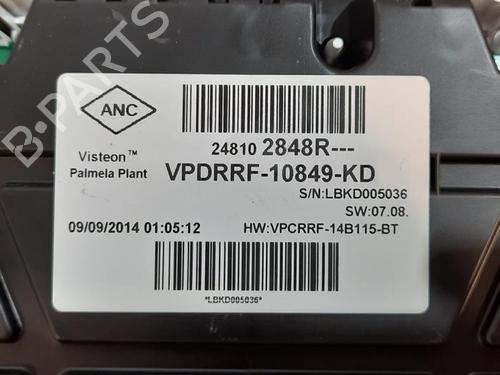 ANC
24810 2848R---
Visteon™
Palmela Plant
VPDRRF-10849-KD
S/N:LBKD005036
SW:07.08.
09/09/2014 01:05:12
HW:VPCRRF-14B115-BT
*LBKD005036*
B-PARTS